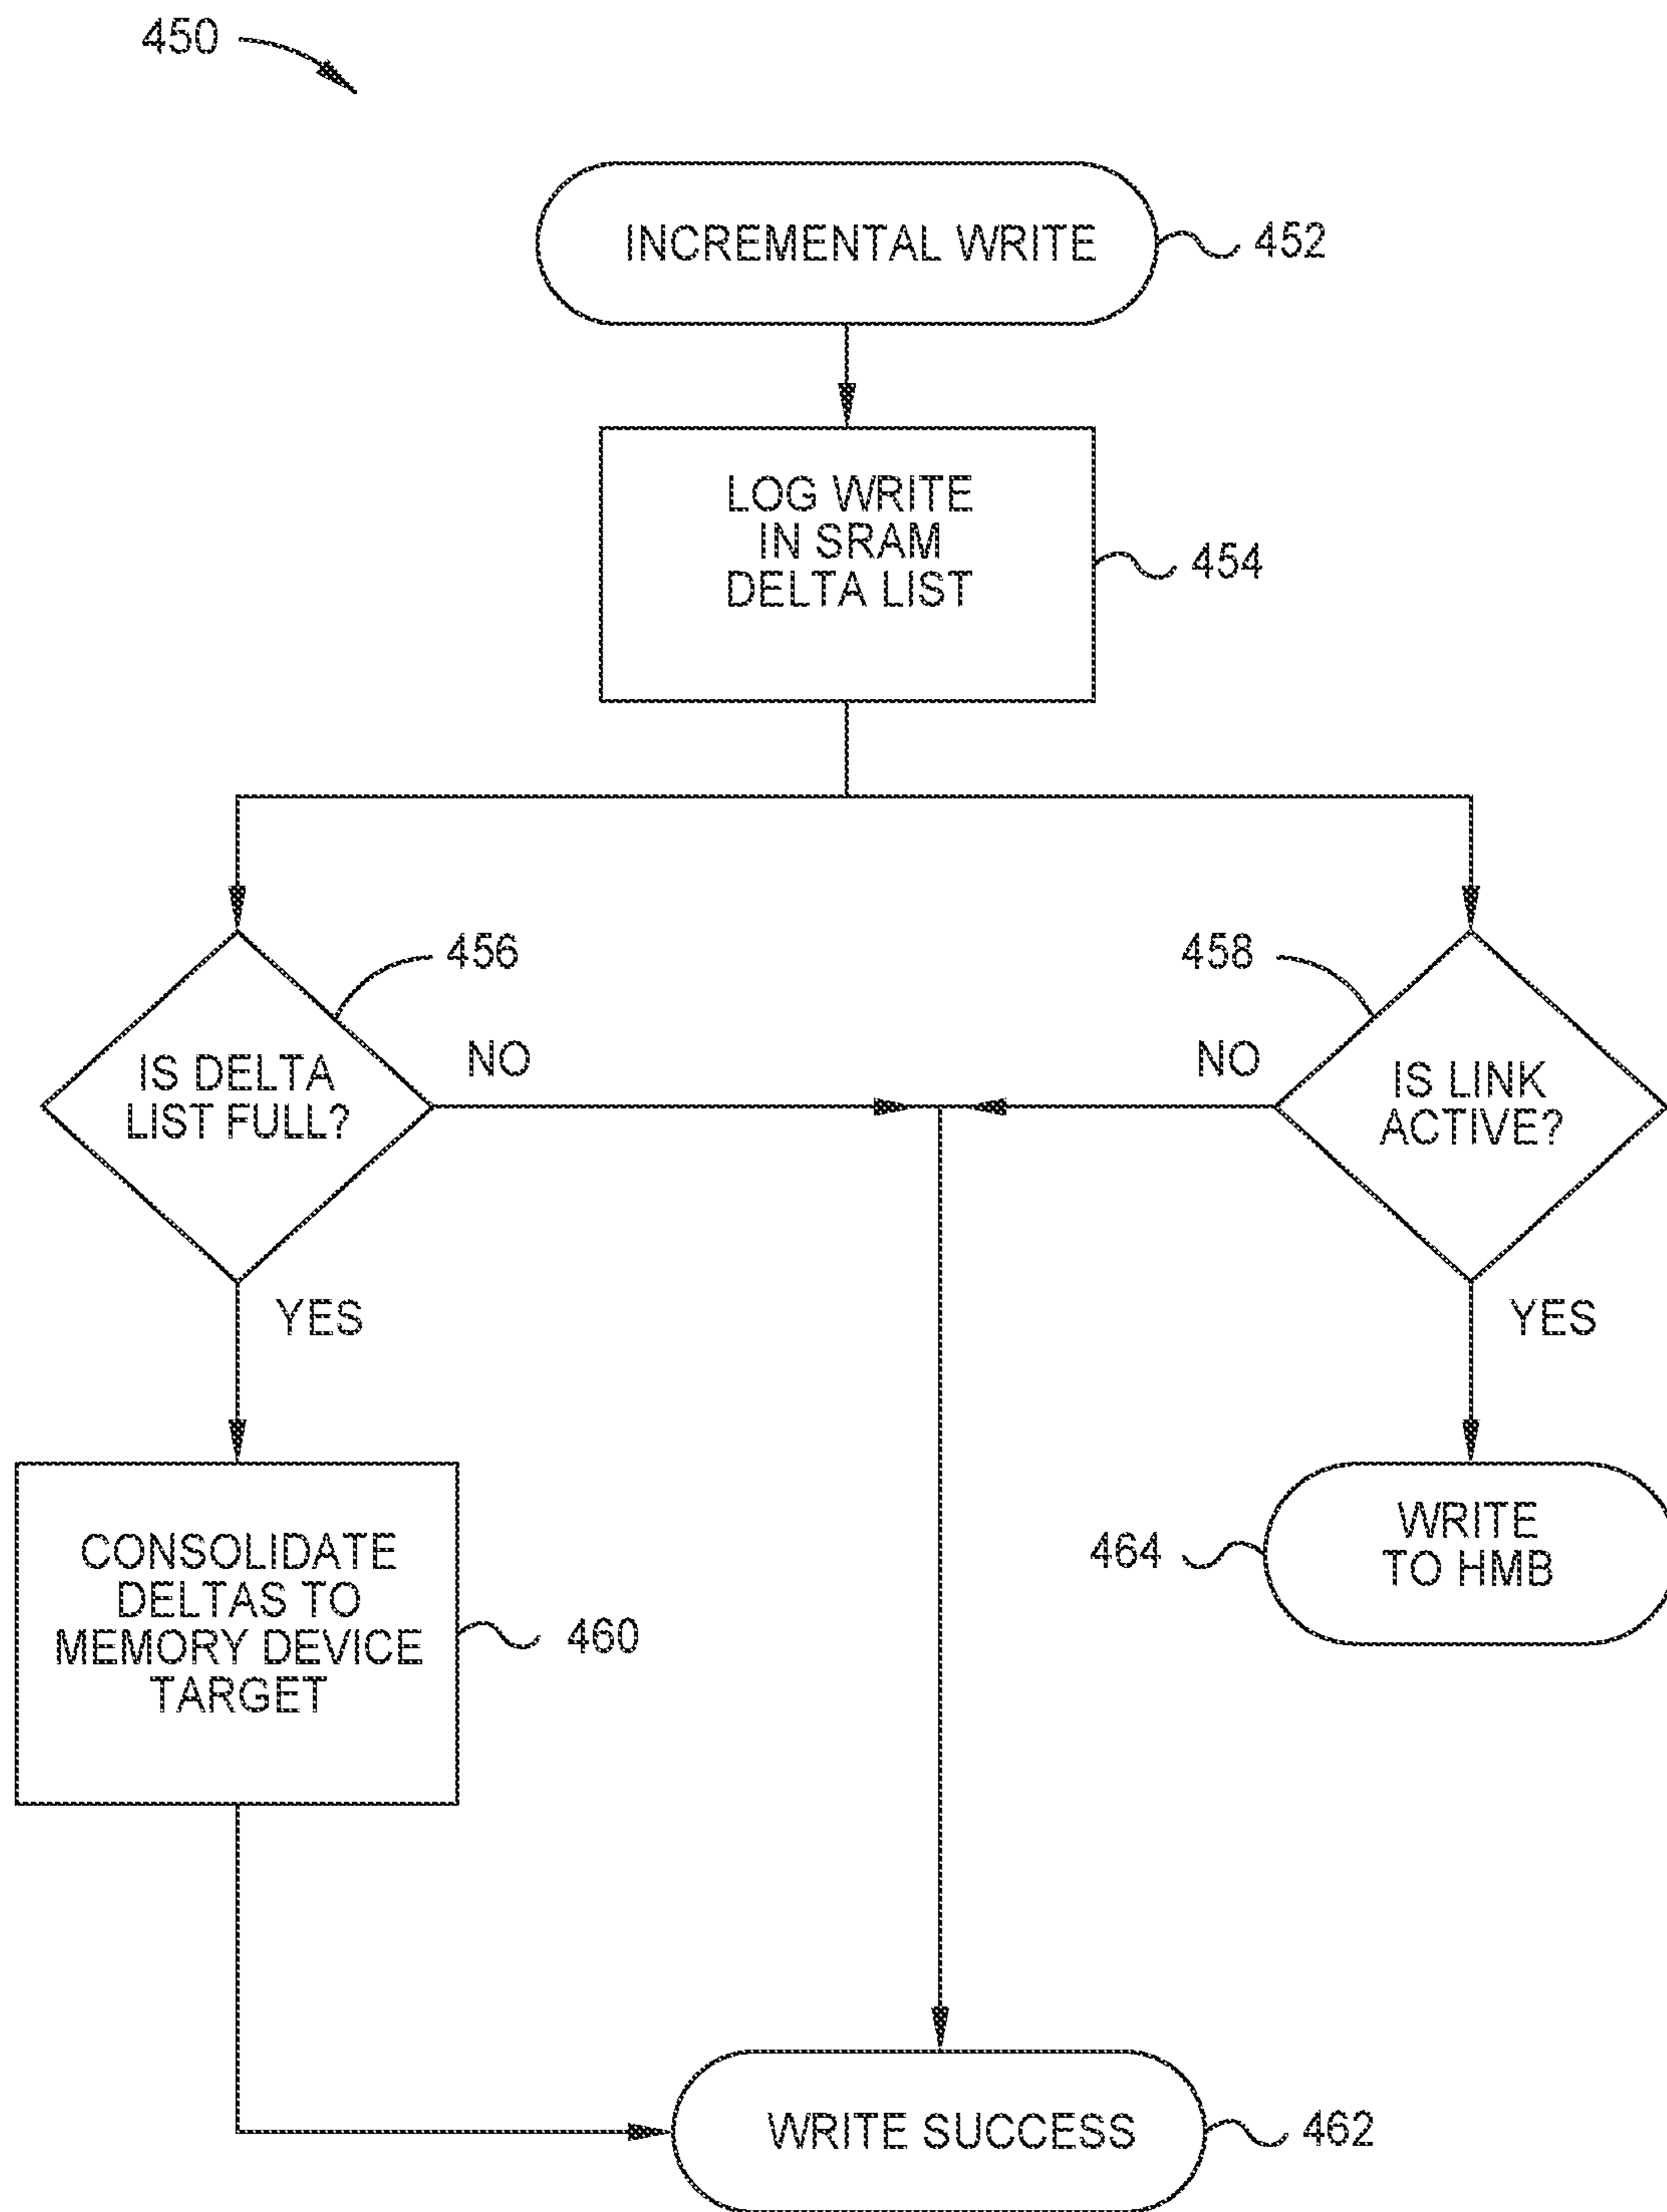 450
INCREMENTAL WRITE
452
LOG WRITE
IN SRAM
DELTA LIST
454
456
458
NO
NO
IS DELTA
LIST FULL?
IS LINK
ACTIVE?
YES
YES
CONSOLIDATE
DELTAS TO
MEMORY DEVICE
TARGET
460
464
WRITE
TO HMB
WRITE SUCCESS
462